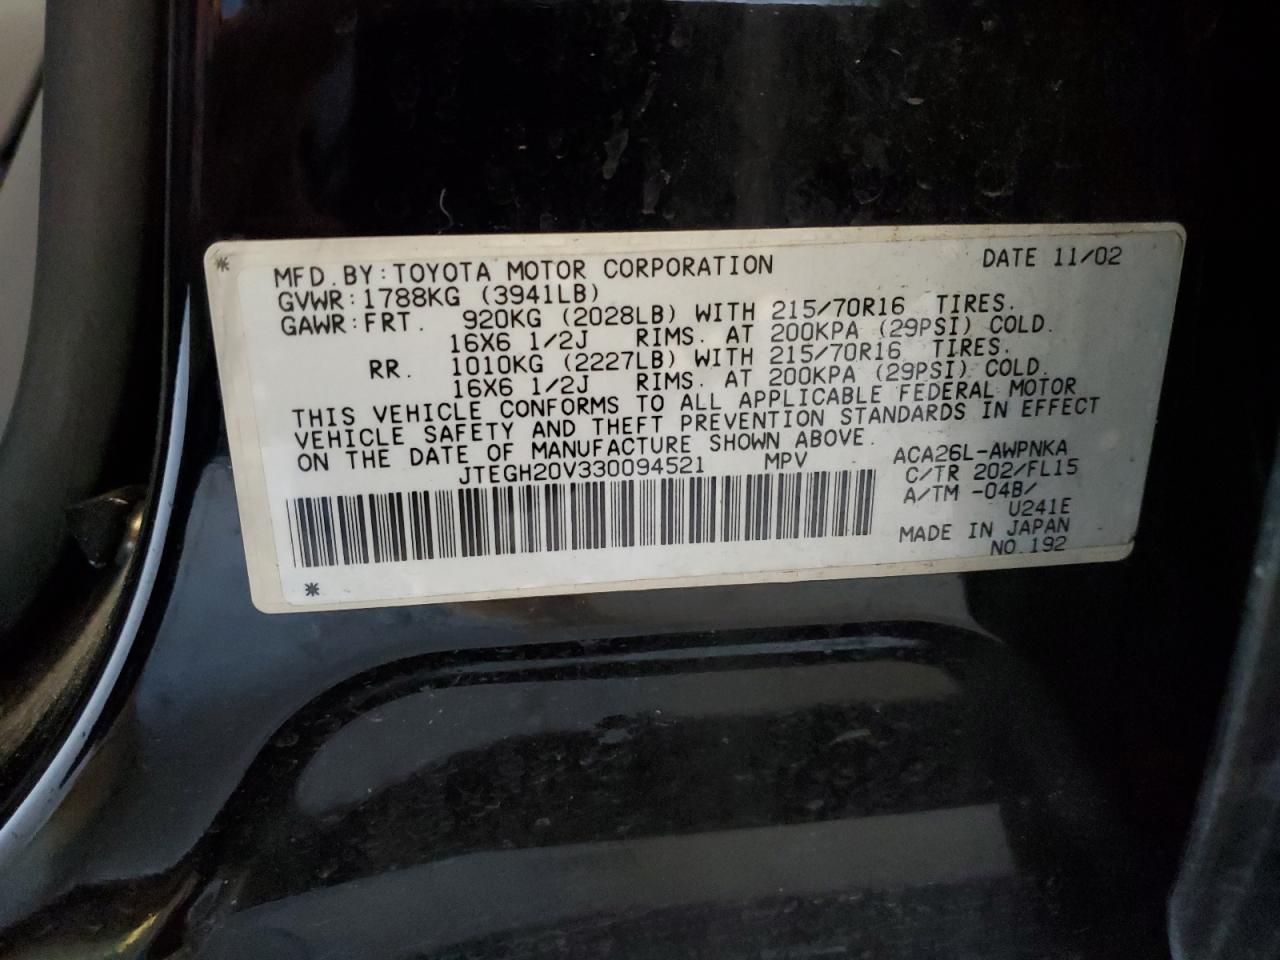 MFD.BY:TOYOTA MOTOR CORPORATION DATE 11/02
GVWR:1788KG (3941LB)
GAWR:FRT. 920KG (2028LB) WITH 215/70R16 TIRES.
16X6 1/2J RIMS. AT 200KPA (29PSI) COLD.
RR. 1010KG (2227LB) WITH 215/70R16 TIRES.
16X6 1/2J RIMS. AT 200KPA (29PSI) COLD.
THIS VEHICLE CONFORMS TO ALL APPLICABLE FEDERAL MOTOR
VEHICLE SAFETY AND THEFT PREVENTION STANDARDS IN EFFECT
ON THE DATE OF MANUFACTURE SHOWN ABOVE.
JTEGH20V330094521 MPV ACA26L-AWPNKA
C/TR 202/FL15
A/TM -04B/
U241E
MADE IN JAPAN
NO.192